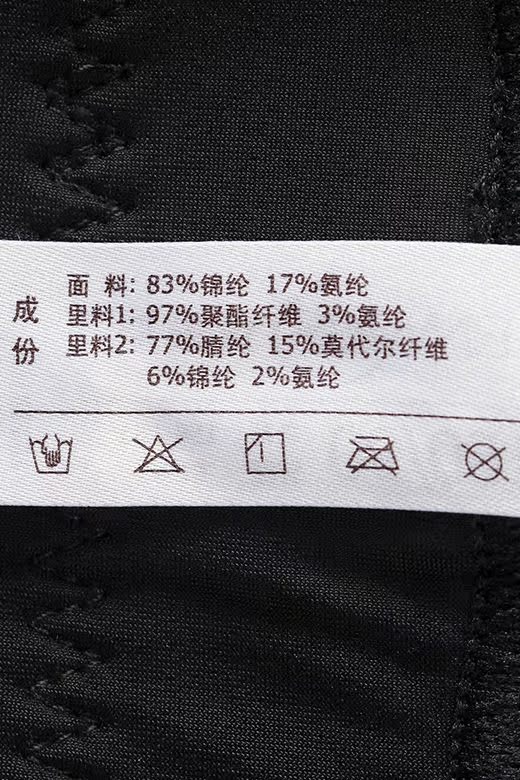 成份
面 料: 83%锦纶 17%氨纶
里料1: 97%聚酯纤维 3%氨纶
里料2: 77%腈纶 15%莫代尔纤维
6%锦纶 2%氨纶